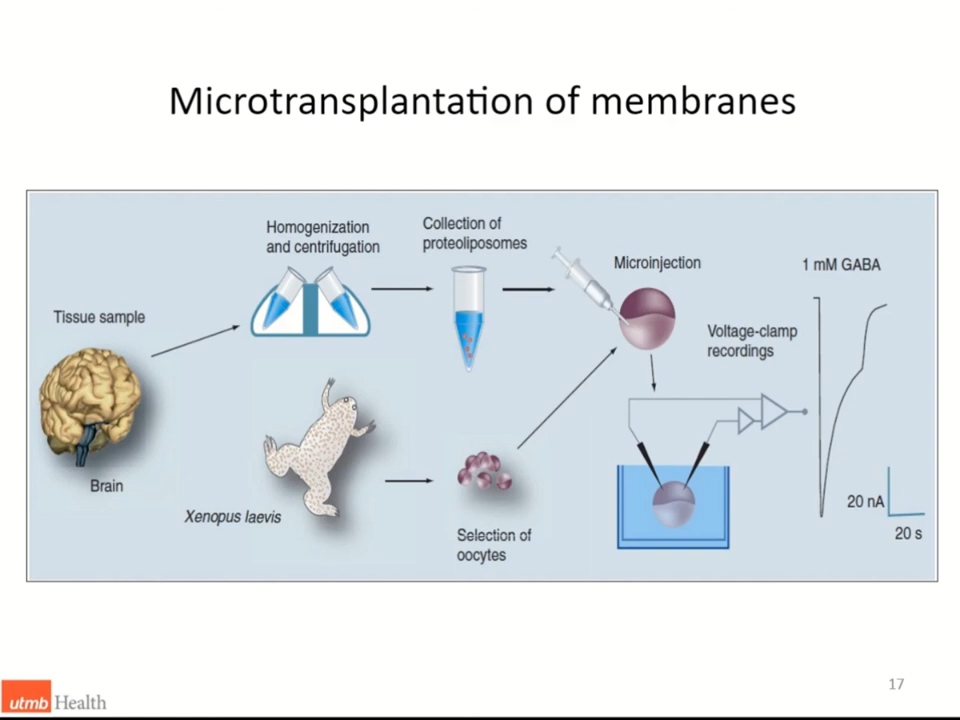 Microtransplantation of membranes
Homogenization
and centrifugation
Collection of
proteoliposomes
Microinjection
1 mM GABA
Tissue sample
Voltage-clamp
recordings
Brain
Xenopus laevis
Selection of
oocytes
20 nA
20 s
utmb Health
17